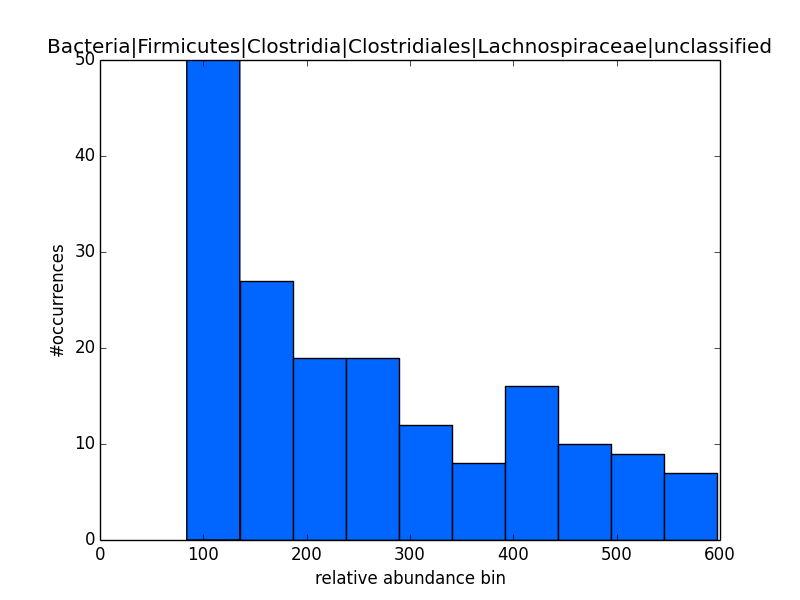 Bacteria|Firmicutes|Clostridia|Clostridiales|Lachnospiraceae|unclassified
50
40
30
20
10
0
#occurrences
0 100 200 300 400 500 600
relative abundance bin